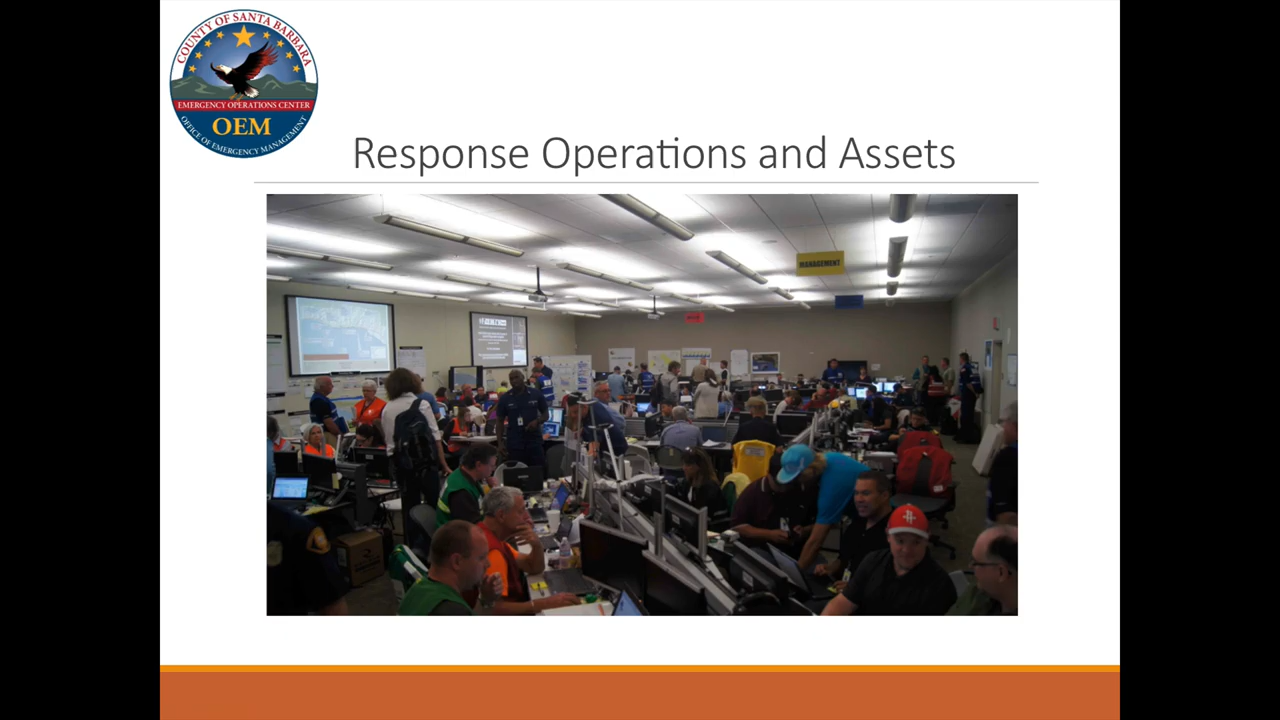 COUNTY OF SANTA BARBARA
EMERGENCY OPERATIONS CENTER
OEM
OFFICE OF EMERGENCY MANAGEMENT
Response Operations and Assets
MANAGEMENT